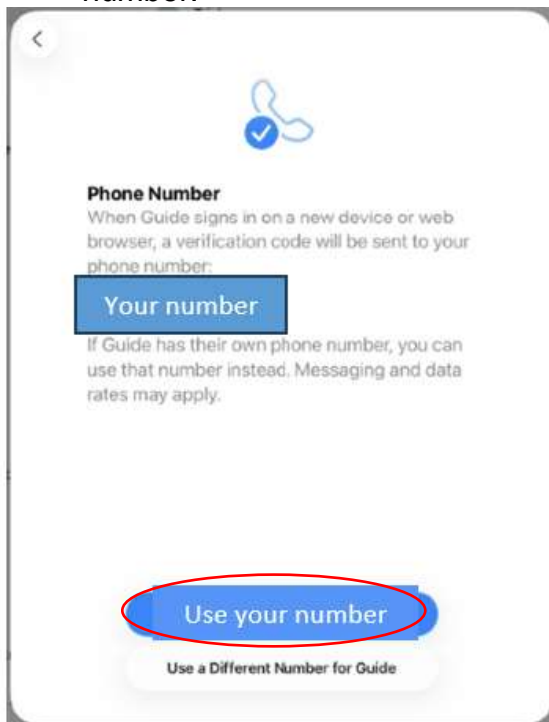 number.
Phone Number
When Guide signs in on a new device or web
browser, a verification code will be sent to your
phone number:
Your number
If Guide has their own phone number, you can
use that number instead. Messaging and data
rates may apply.
Use your number
Use a Different Number for Guide